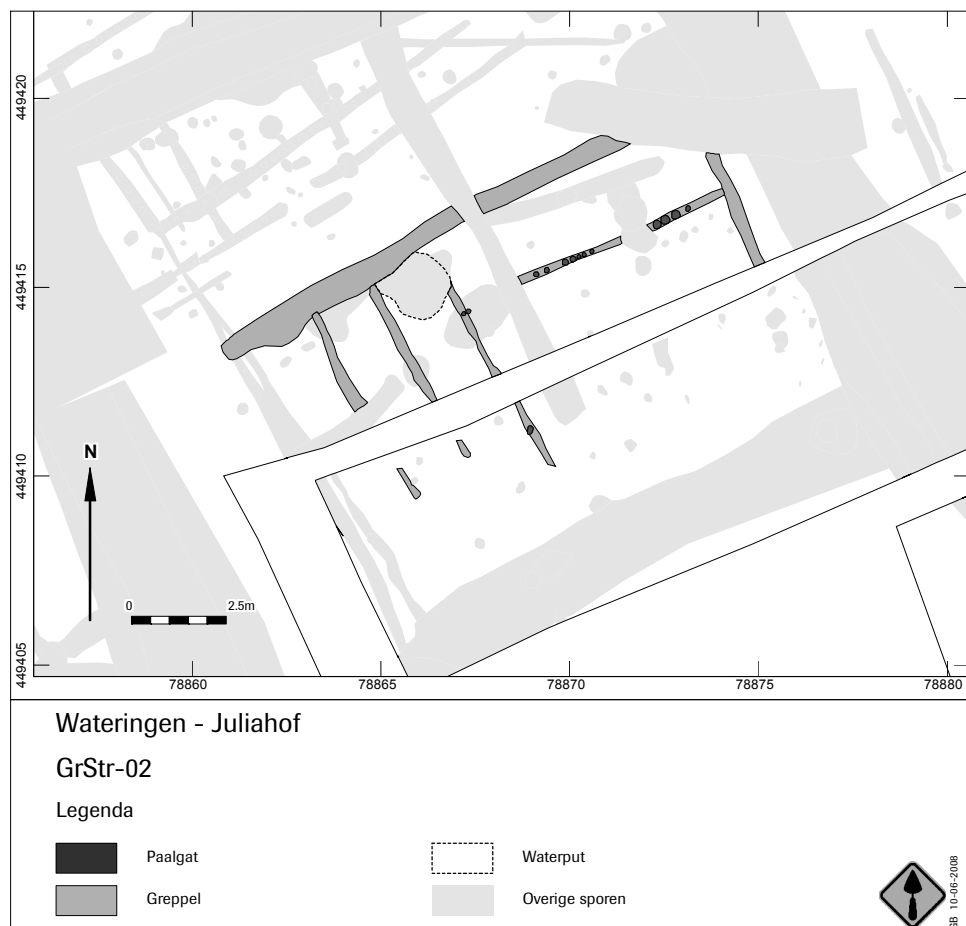 449420
449415
449410
449405
N
0 2.5m
78860 78865 78870 78875 78880
Wateringen - Juliahof
GrStr-02
Legenda
Paalgat
Waterput
Greppel
Overige sporen
10-06-2008